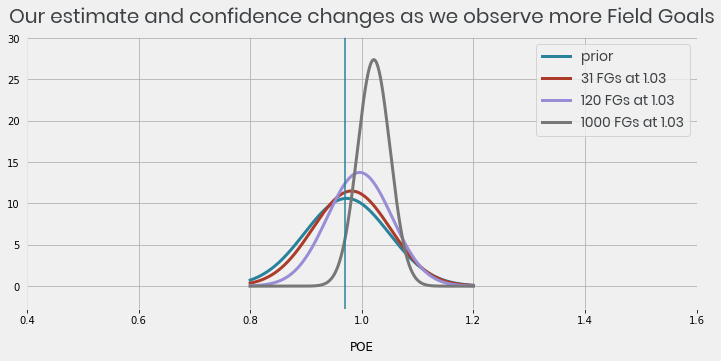 Our estimate and confidence changes as we observe more Field Goals
30
25
20
15
10
5
0
prior
31 FGs at 1.03
120 FGs at 1.03
1000 FGs at 1.03
0.4 0.6 0.8 1.0 1.2 1.4 1.6
POE